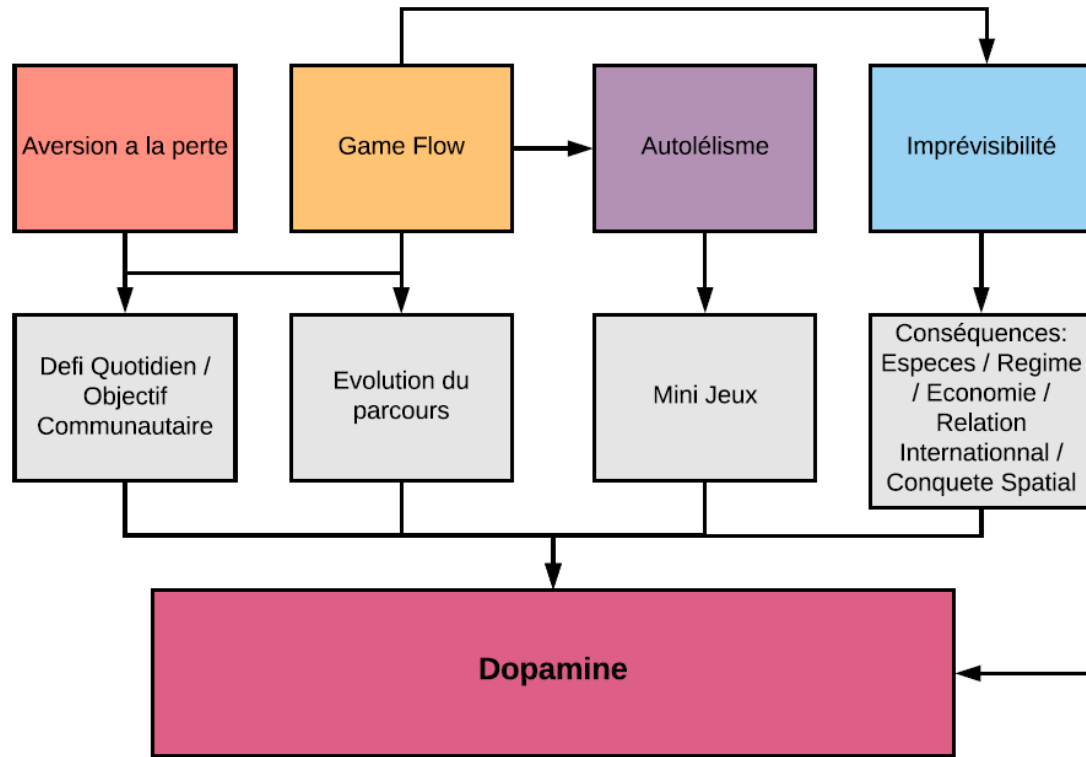 Aversion a la perte
Game Flow
Autolélisme
Imprévisibilité
Defi Quotidien /
Objectif
Communautaire
Evolution du
parcours
Mini Jeux
Conséquences:
Especes / Regime
/ Economie /
Relation
Internationnal /
Conquete Spatial
Dopamine